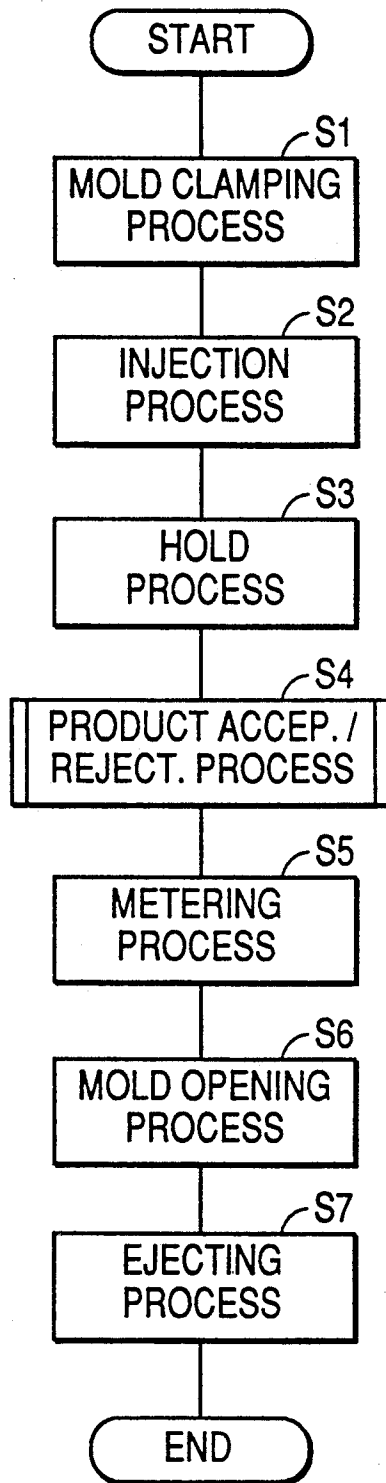 START
S1
MOLD CLAMPING
PROCESS
S2
INJECTION
PROCESS
S3
HOLD
PROCESS
S4
PRODUCT ACCEP. /
REJECT. PROCESS
S5
METERING
PROCESS
S6
MOLD OPENING
PROCESS
S7
EJECTING
PROCESS
END